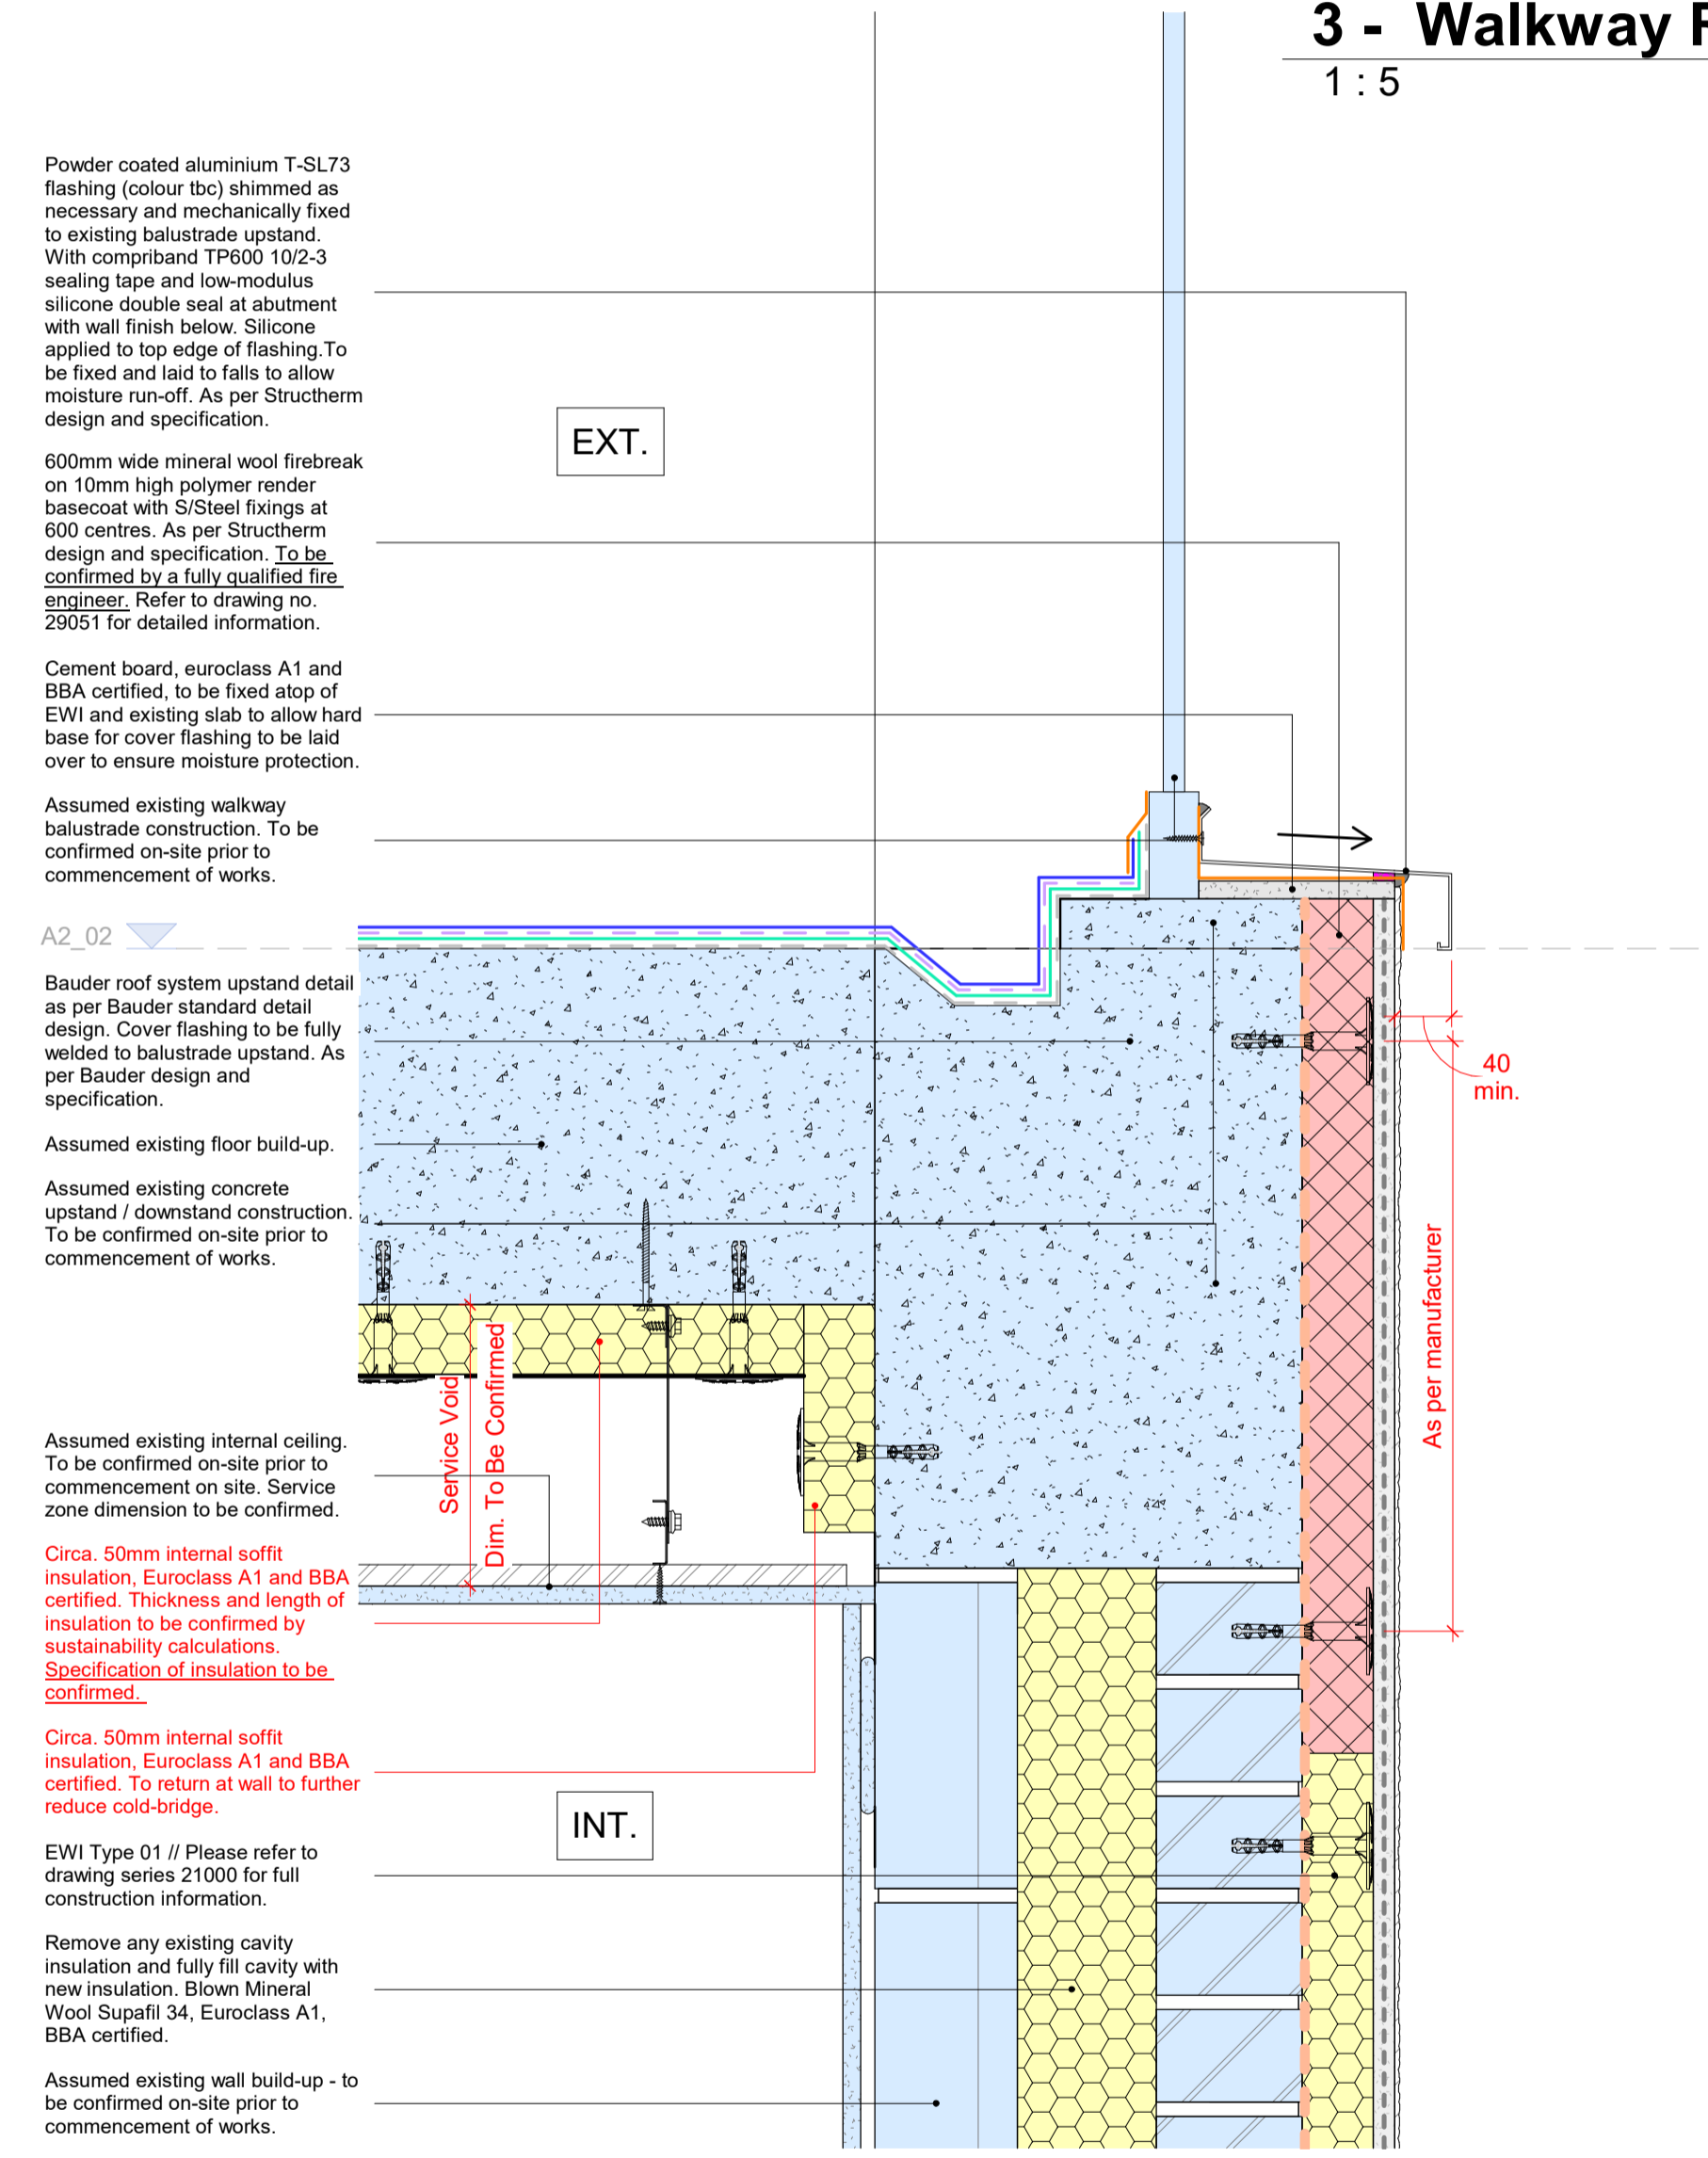 3 - Walkway
1 : 5
Powder coated aluminium T-SL73
flashing (colour tbc) shimmed as
necessary and mechanically fixed
to existing balustrade upstand.
With compriband TP600 10/2-3
sealing tape and low-modulus
silicone double seal at abutment
with wall finish below. Silicone
applied to top edge of flashing.To
be fixed and laid to falls to allow
moisture run-off. As per Structherm
design and specification.
EXT.
600mm wide mineral wool firebreak
on 10mm high polymer render
basecoat with S/Steel fixings at
600 centres. As per Structherm
design and specification. To be
confirmed by a fully qualified fire
engineer. Refer to drawing no.
29051 for detailed information.
Cement board, euroclass A1 and
BBA certified, to be fixed atop of
EWI and existing slab to allow hard
base for cover flashing to be laid
over to ensure moisture protection.
Assumed existing walkway
balustrade construction. To be
confirmed on-site prior to
commencement of works.
A2_02
Bauder roof system upstand detail
as per Bauder standard detail
design. Cover flashing to be fully
welded to balustrade upstand. As
per Bauder design and
specification.
40
min.
Assumed existing floor build-up.
Assumed existing concrete
upstand / downstand construction.
To be confirmed on-site prior to
commencement of works.
As per manufacturer
Service Void
Dim. To Be Confirmed
Assumed existing internal ceiling.
To be confirmed on-site prior to
commencement on site. Service
zone dimension to be confirmed.
Circa. 50mm internal soffit
insulation, Euroclass A1 and BBA
certified. Thickness and length of
insulation to be confirmed by
sustainability calculations.
Specification of insulation to be
confirmed.
Circa. 50mm internal soffit
insulation, Euroclass A1 and BBA
certified. To return at wall to further
reduce cold-bridge.
INT.
EWI Type 01 // Please refer to
drawing series 21000 for full
construction information.
Remove any existing cavity
insulation and fully fill cavity with
new insulation. Blown Mineral
Wool Supafil 34, Euroclass A1,
BBA certified.
Assumed existing wall build-up - to
be confirmed on-site prior to
commencement of works.